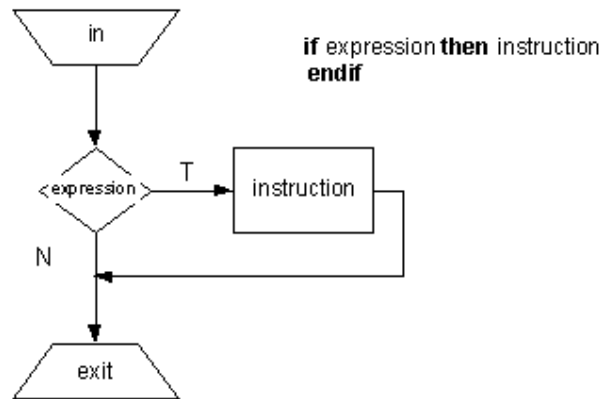 in
if expression then instruction
endif
expression
T
instruction
N
exit